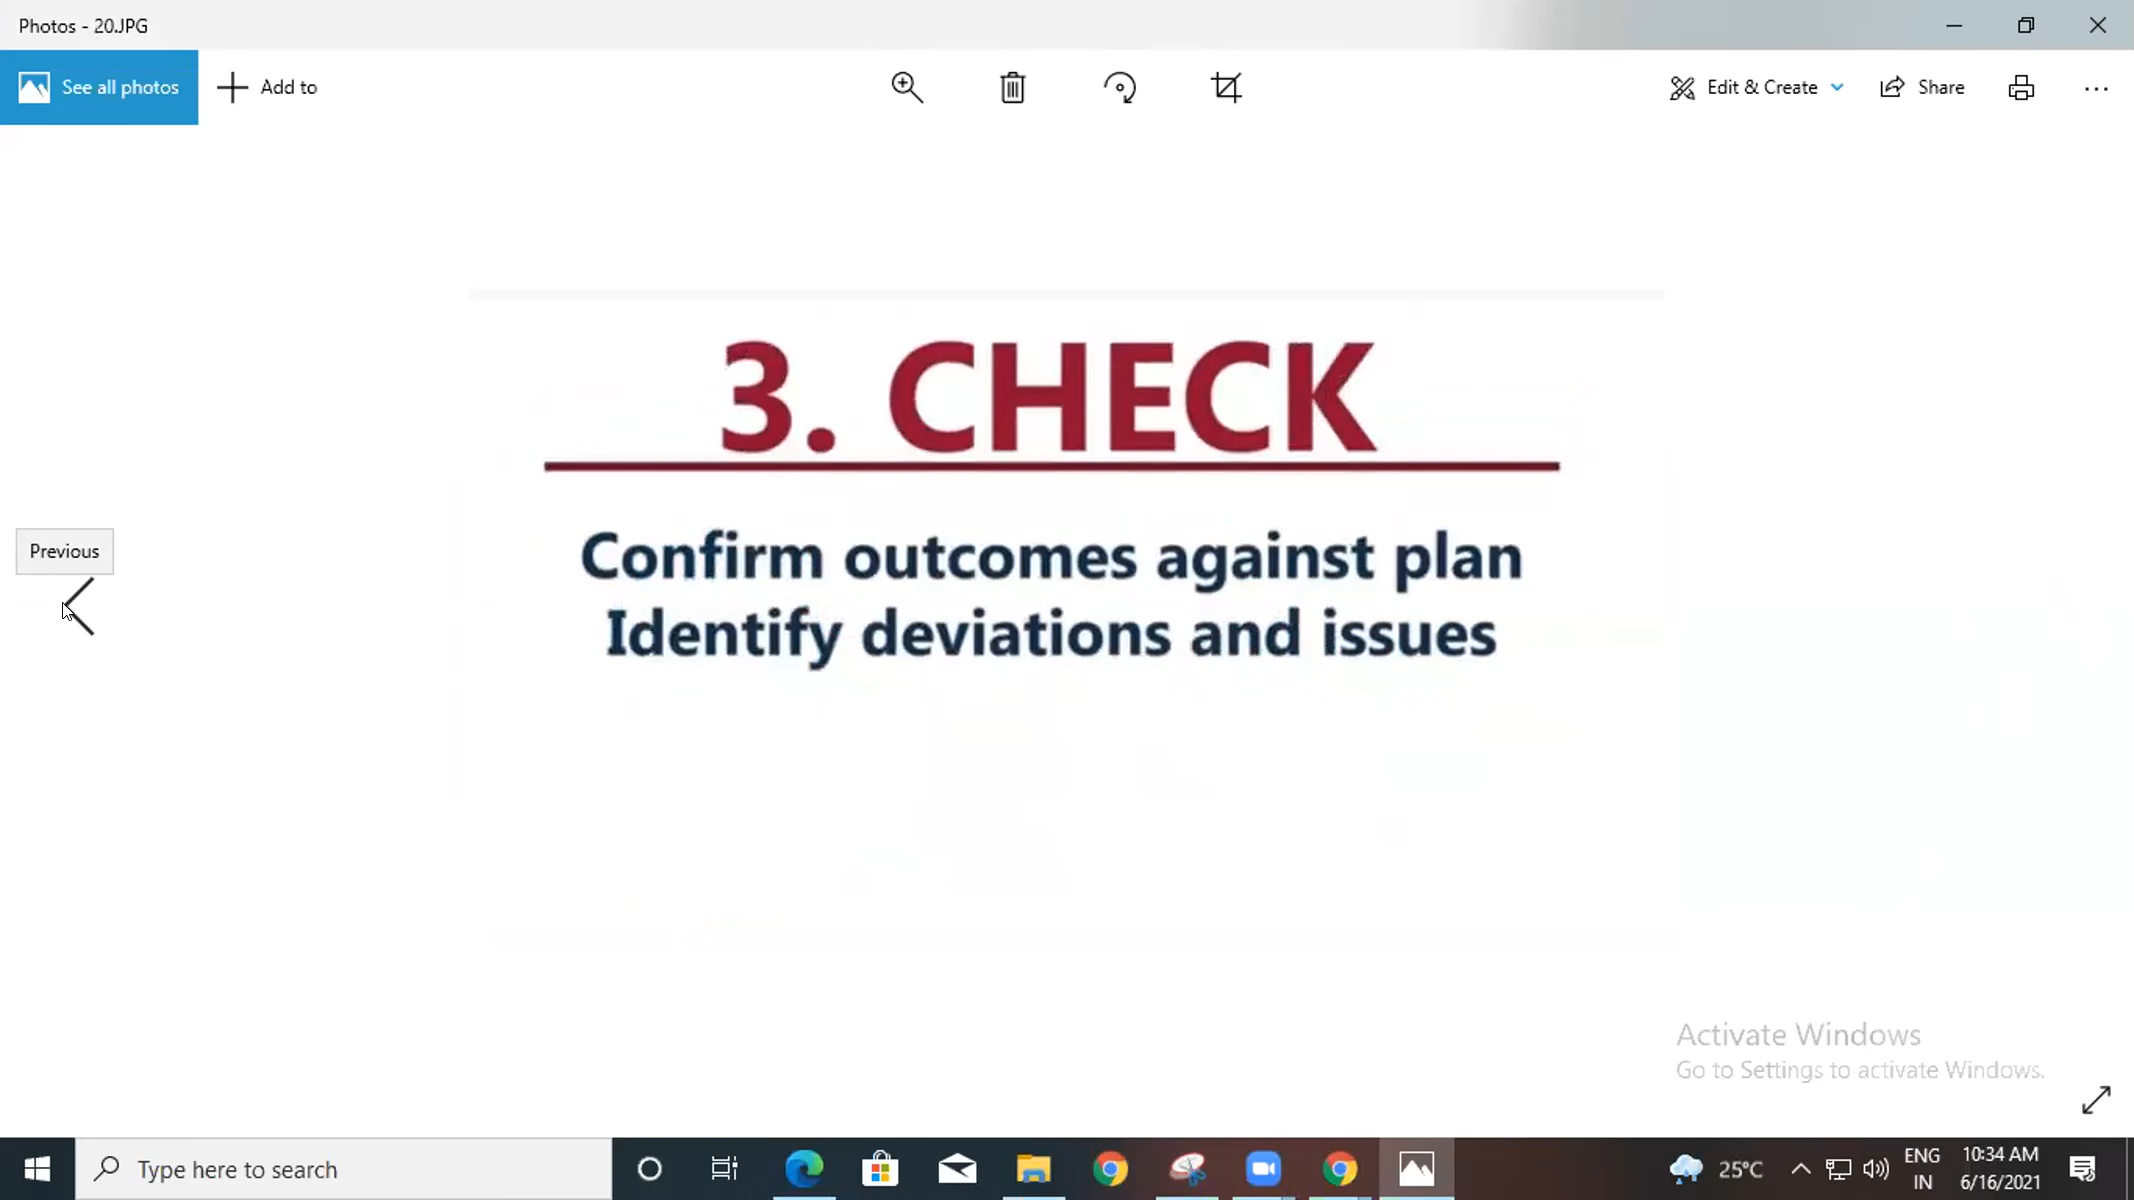 Photos - 20.JPG
See all photos
Add to
Edit & Create
Share
3. CHECK
Confirm outcomes against plan
Identify deviations and issues
Previous
Activate Windows
Go to Settings to activate Windows.
Type here to search
25°C
ENG
IN
10:34 AM
6/16/2021